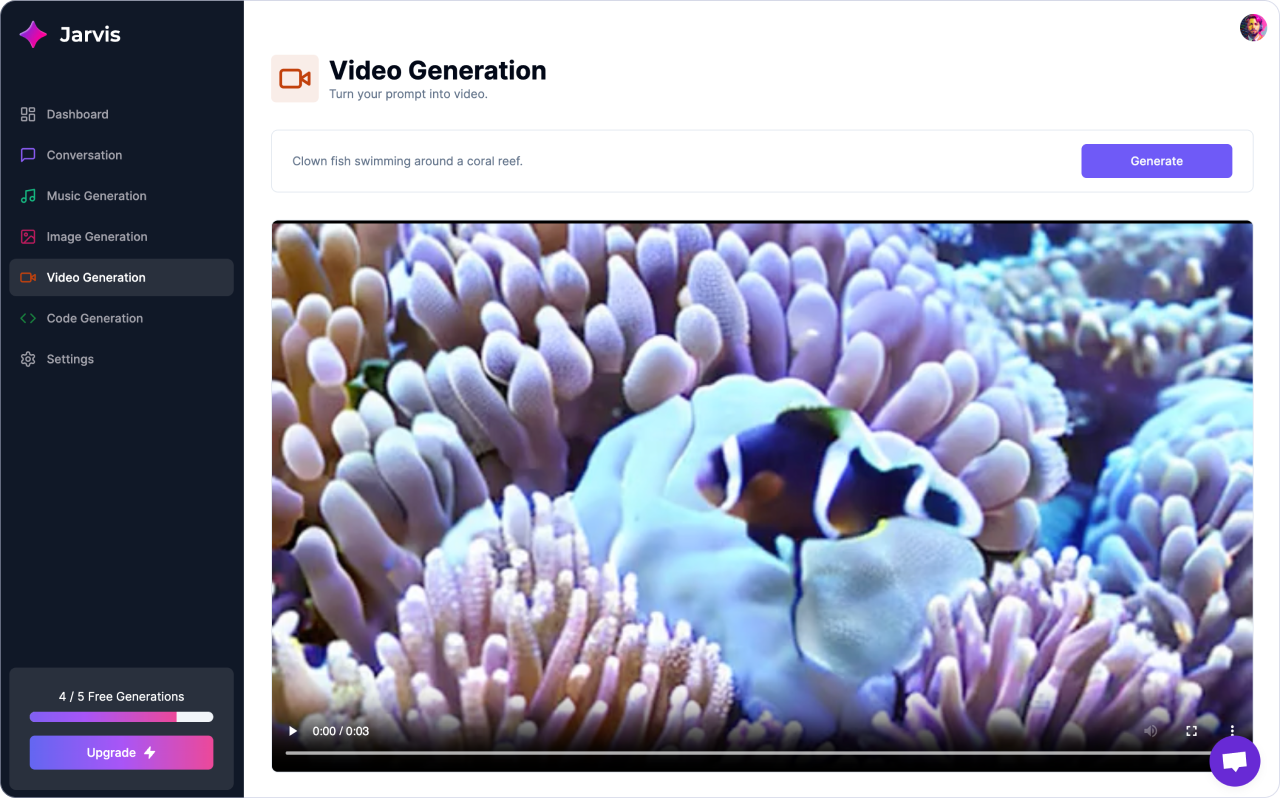 Jarvis
Dashboard
Conversation
Music Generation
Image Generation
Video Generation
Code Generation
Settings
4 / 5 Free Generations
Upgrade
Video Generation
Turn your prompt into video.
Clown fish swimming around a coral reef.
Generate
0:00 / 0:03